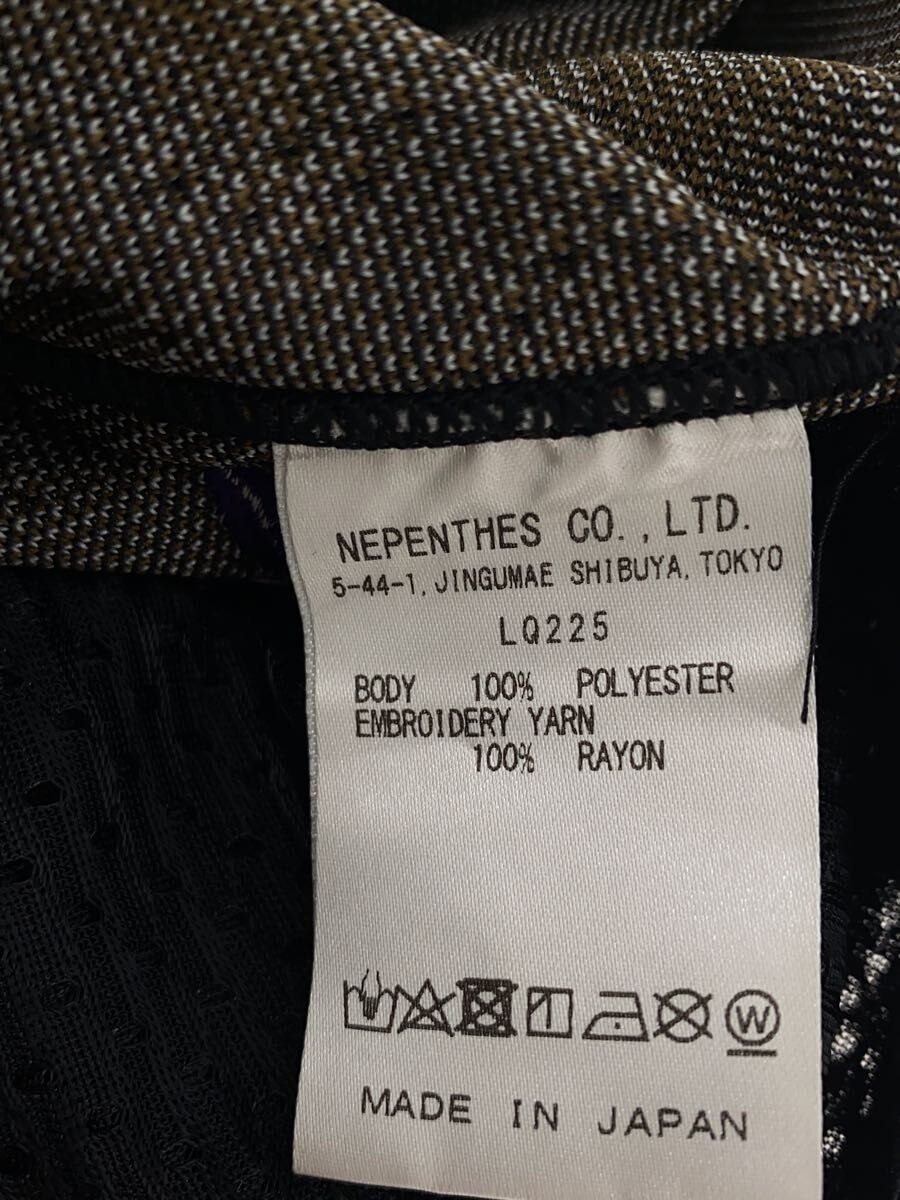 NEPENTHES CO., LTD.
5-44-1, JINGUMAE SHIBUYA, TOKYO
LQ225
BODY 100% POLYESTER
EMBROIDERY YARN
100% RAYON
W
MADE IN JAPAN